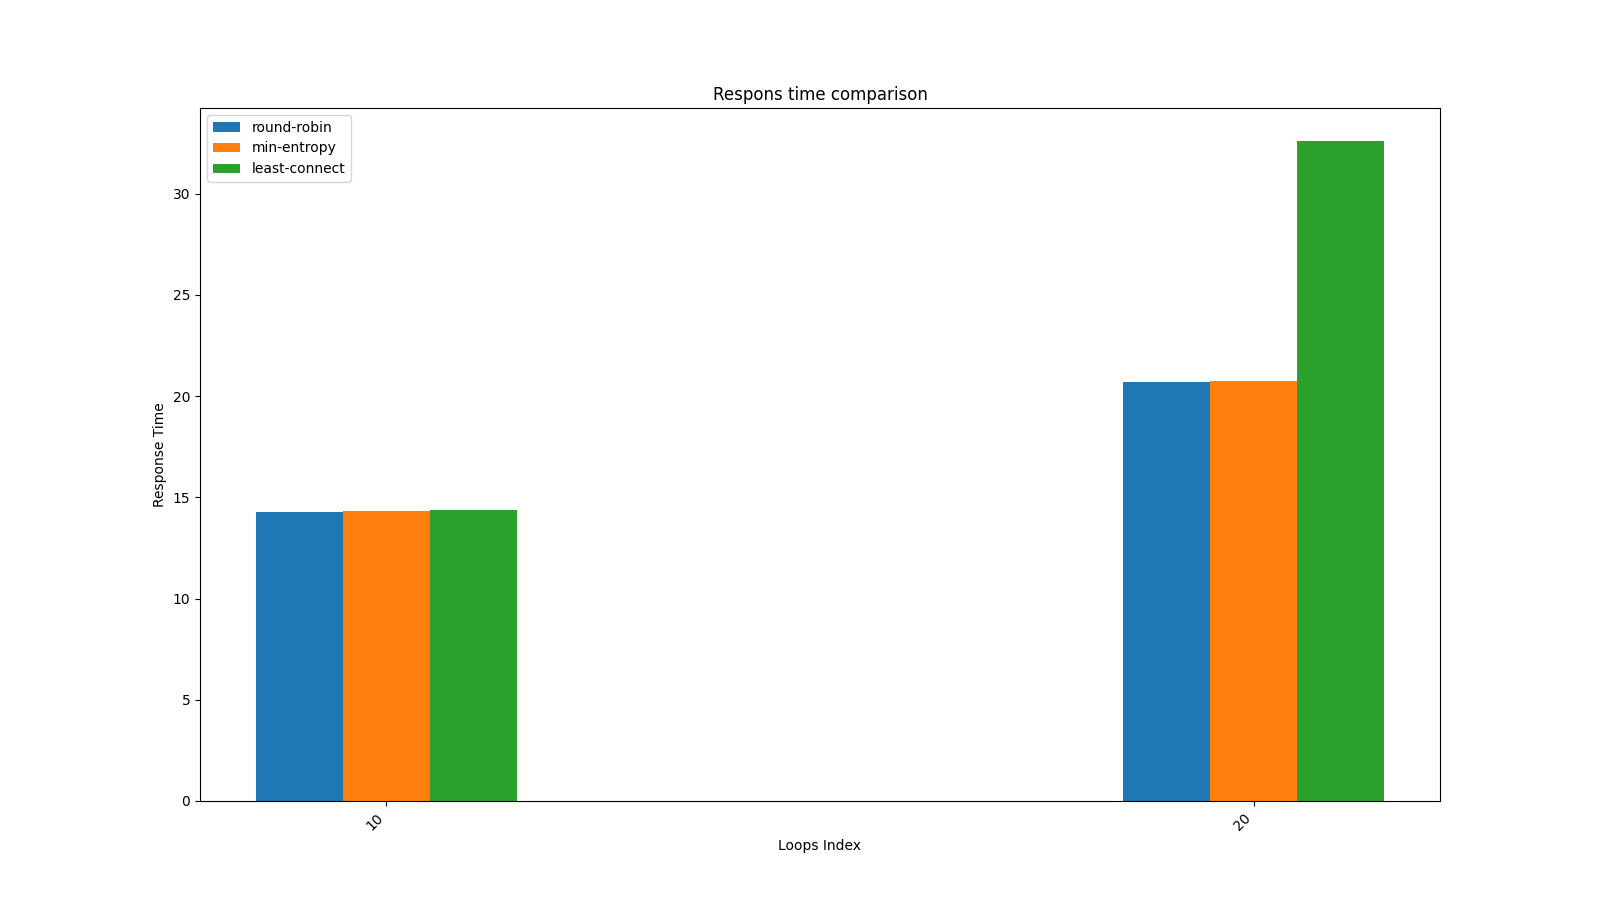 Respons time comparison
round-robin
min-entropy
least-connect
30
25
20
15
10
5
0
Response Time
10
20
Loops Index